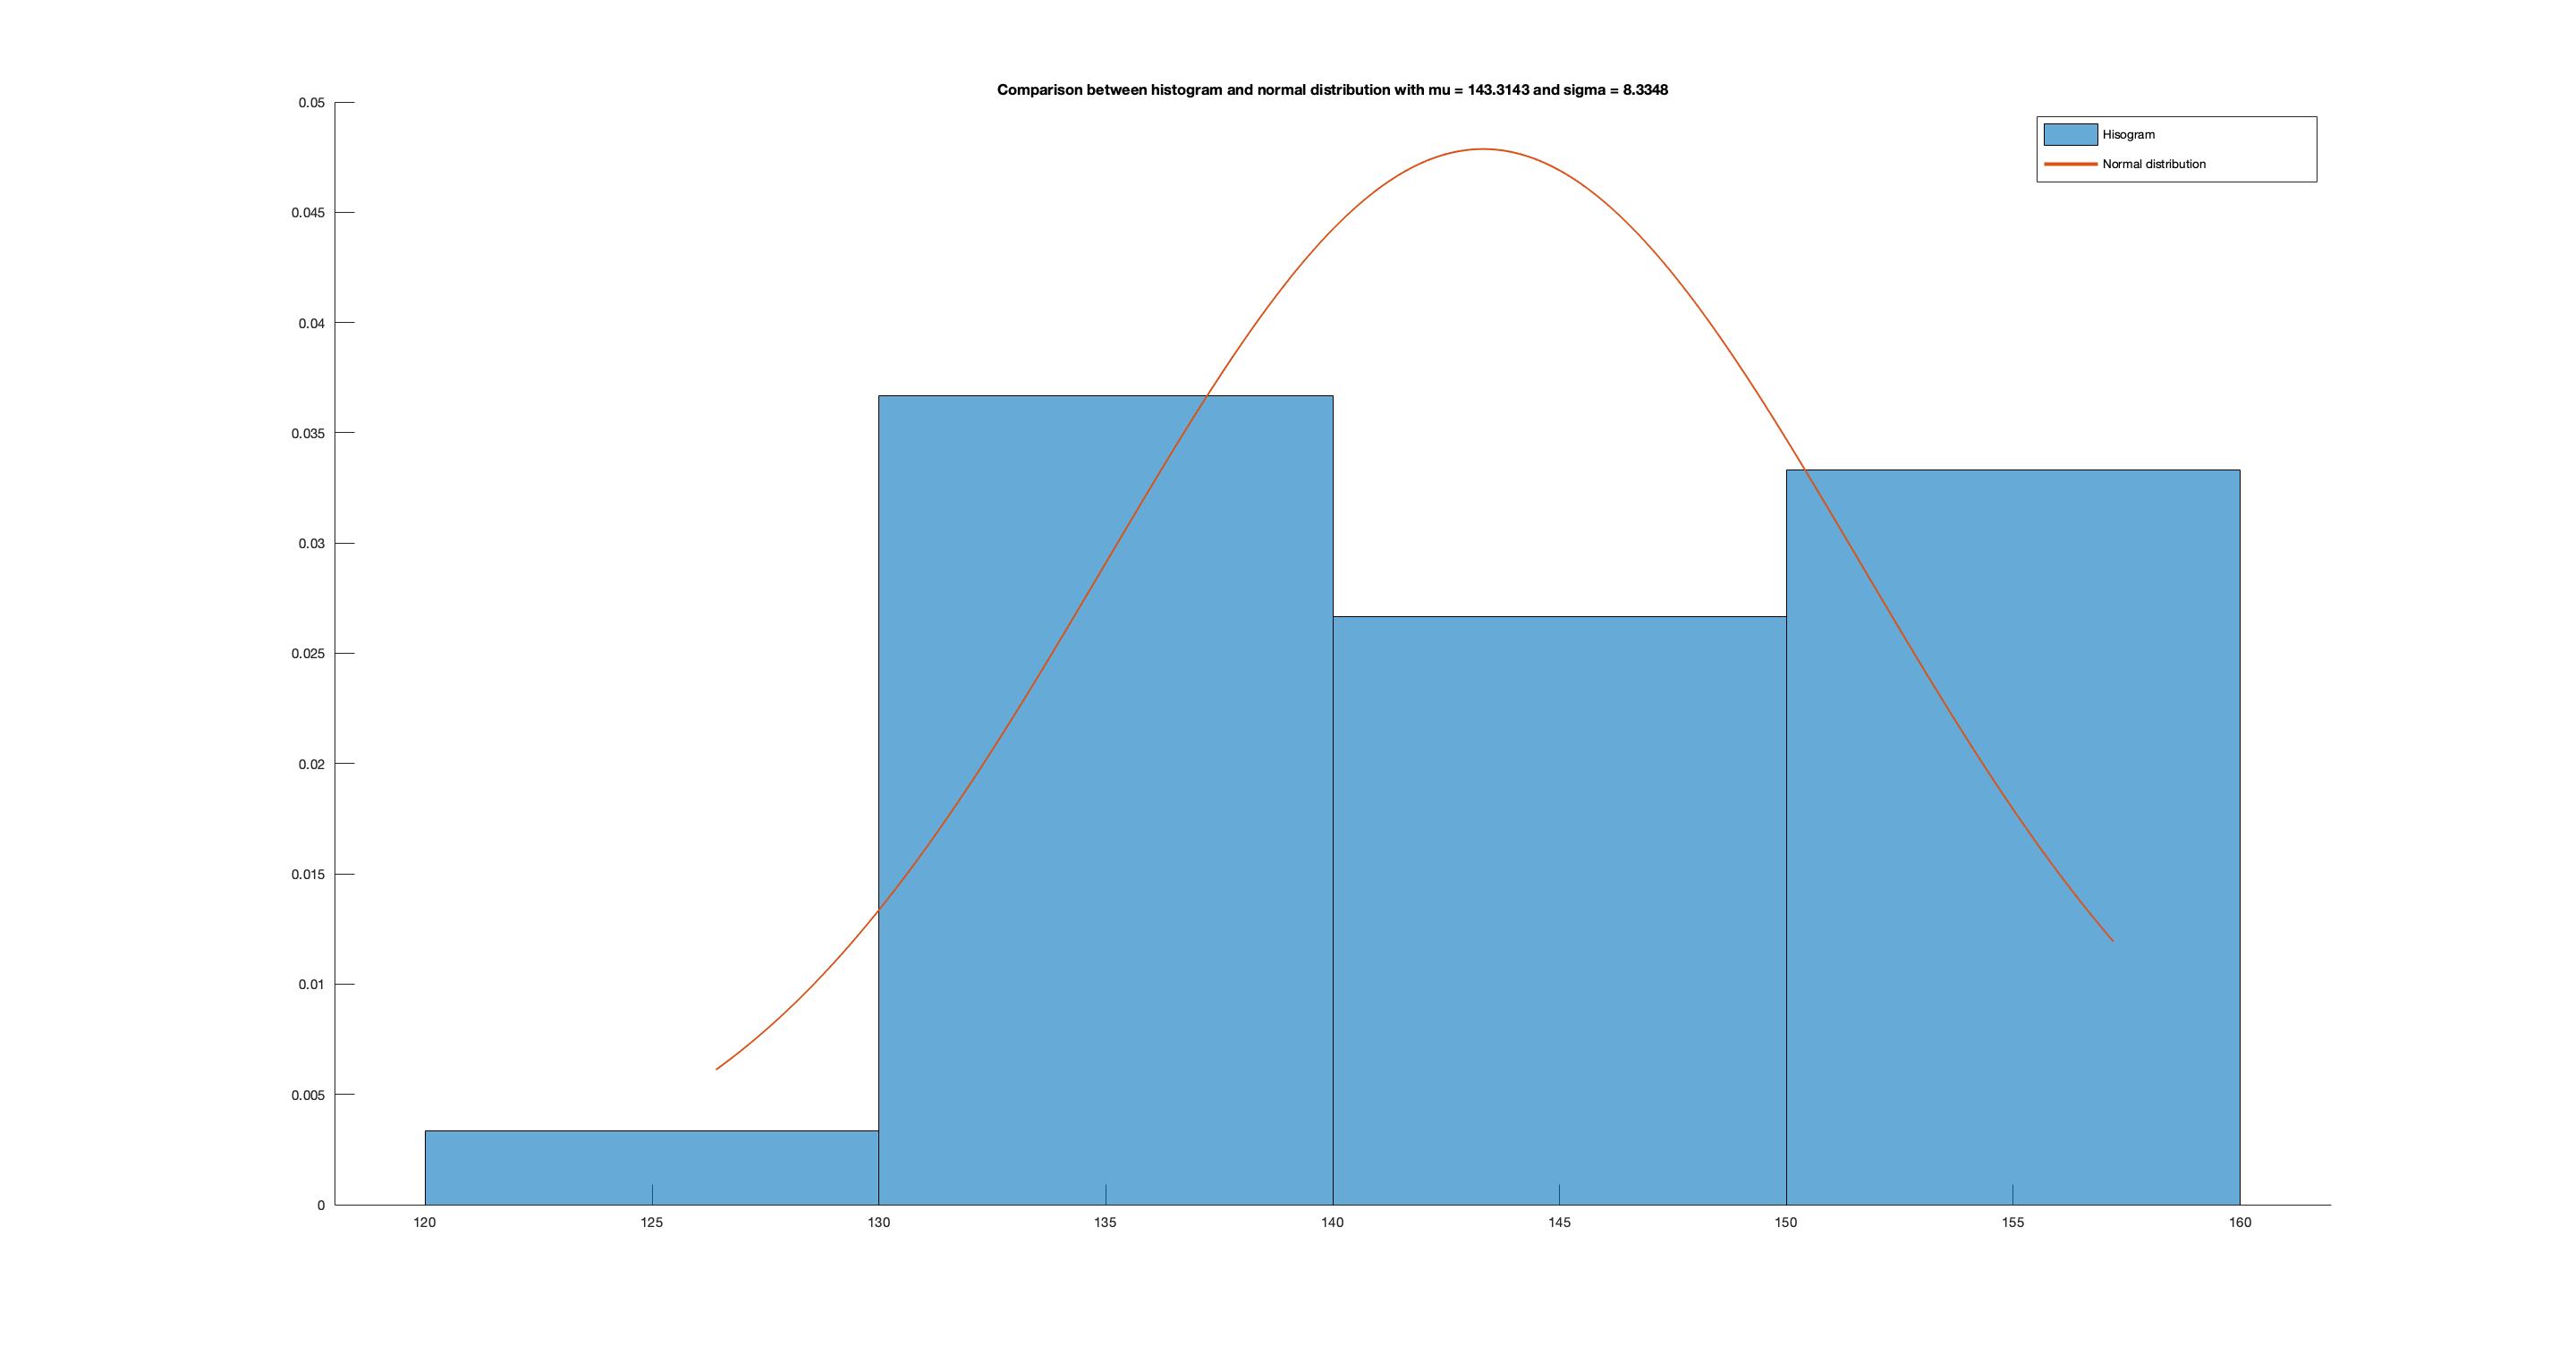 Comparison between histogram and normal distribution with mu = 143.3143 and sigma = 8.3348
Hisogram
Normal distribution
0.05
0.045
0.04
0.035
0.03
0.025
0.02
0.015
0.01
0.005
0
120 125 130 135 140 145 150 155 160